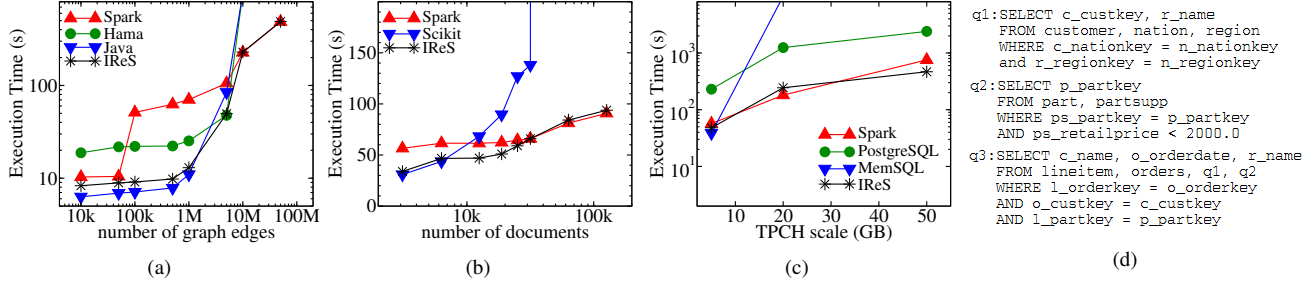 Execution Time (s)
100
10
Spark
Hama
Java
IReS
10k 100k 1M 10M 100M
number of graph edges
(a)
Execution Time (s)
150
100
50
0
Spark
Scikit
IReS
10k 100k
number of documents
(b)
Execution Time (s)
10^3
10^2
10^1
Spark
PostgreSQL
MemSQL
IReS
10 20 30 40 50
TPCH scale (GB)
(c)
q1:SELECT c_custkey, r_name
FROM customer, nation, region
WHERE c_nationkey = n_nationkey
and r_regionkey = n_regionkey
q2:SELECT p_partkey
FROM part, partsupp
WHERE ps_partkey = p_partkey
AND ps_retailprice < 2000.0
q3:SELECT c_name, o_orderdate, r_name
FROM lineitem, orders, q1, q2
WHERE l_orderkey = o_orderkey
AND o_custkey = c_custkey
AND l_partkey = p_partkey
(d)